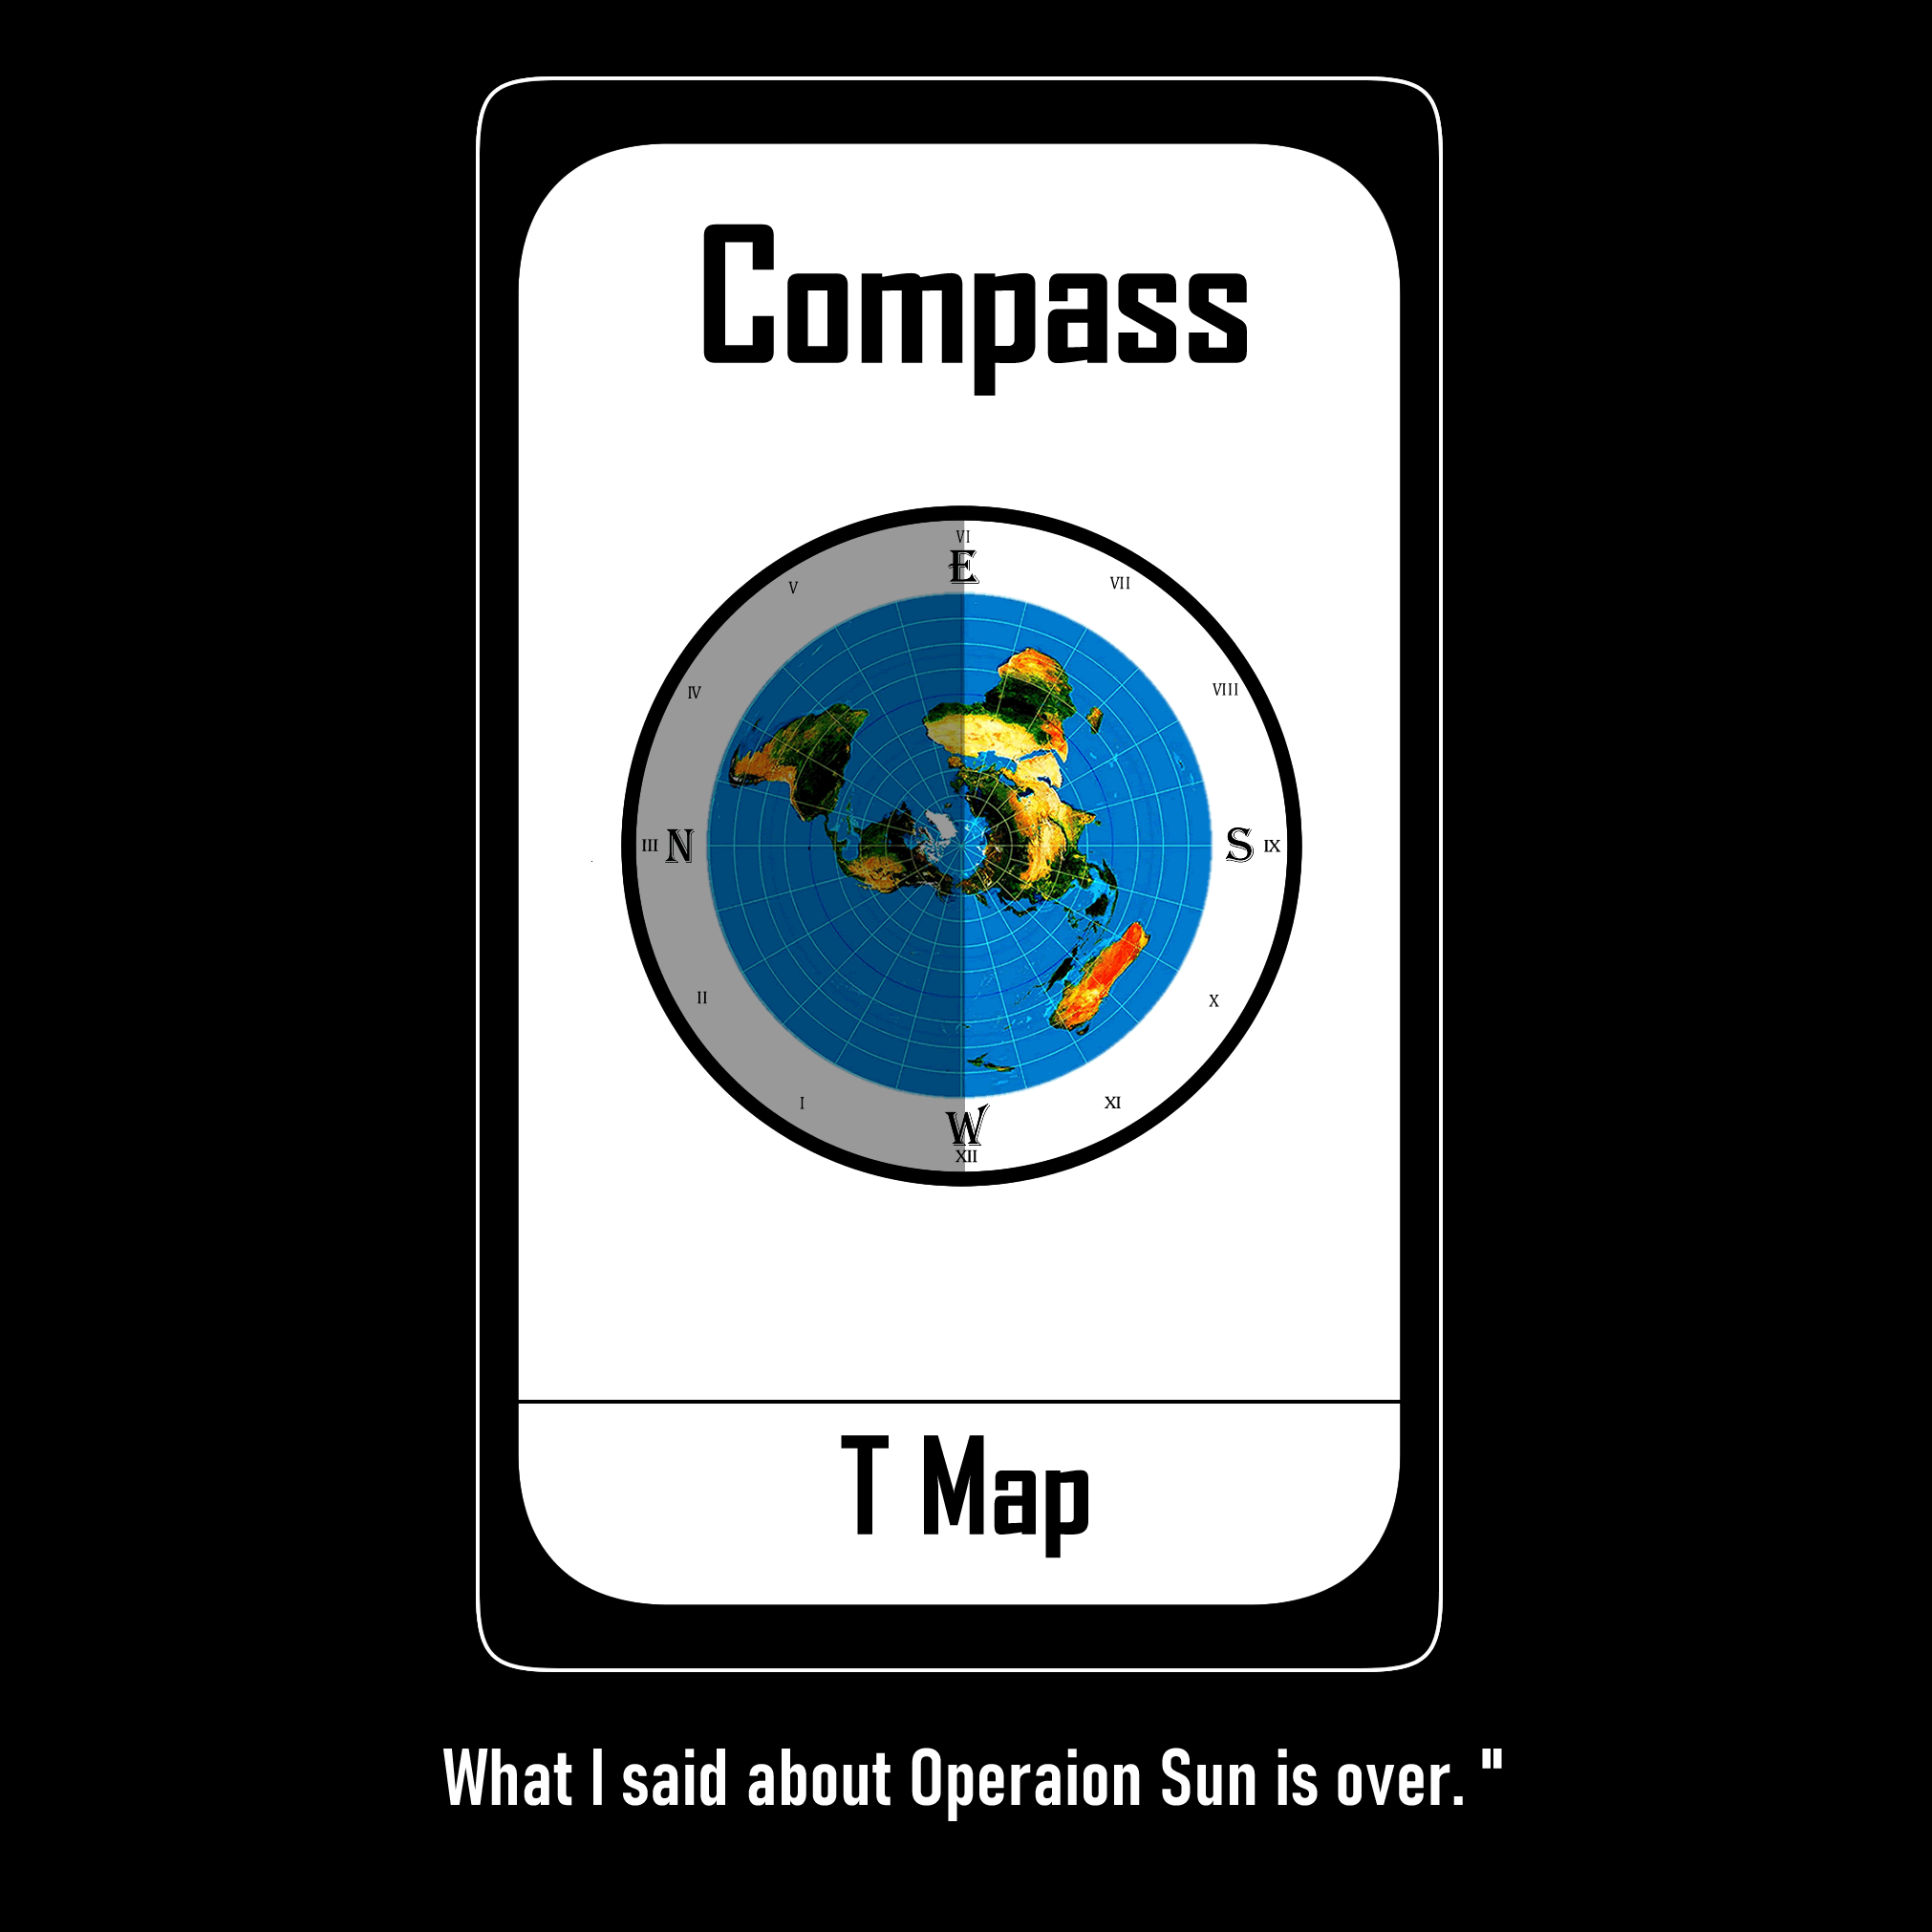 Compass
VI
E
V
VII
IV
VIII
III N
S IX
II
X
I
XI
W
XII
T Map
What I said about Operaion Sun is over. "